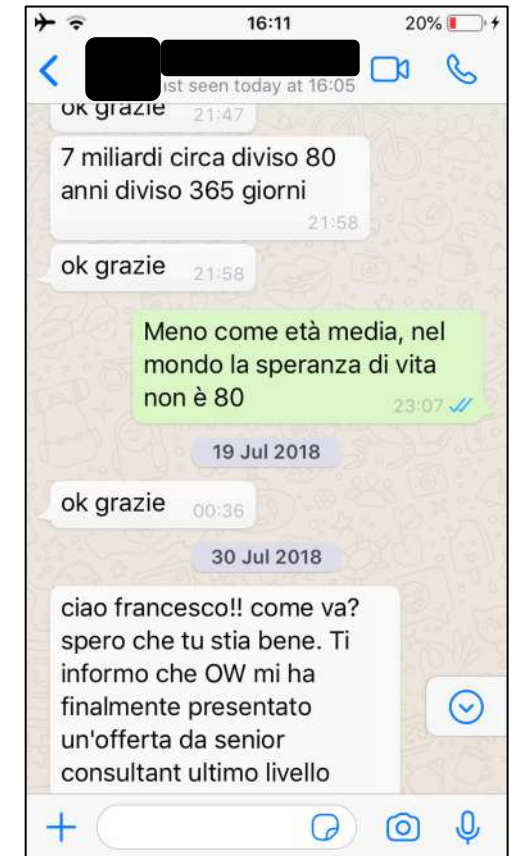 16:11
20%
last seen today at 16:05
ok grazie 21:47
7 miliardi circa diviso 80
anni diviso 365 giorni
21:58
ok grazie 21:58
Meno come età media, nel
mondo la speranza di vita
non è 80
23:07
19 Jul 2018
ok grazie 00:36
30 Jul 2018
ciao francesco!! come va?
spero che tu stia bene. Ti
informo che OW mi ha
finalmente presentato
un'offerta da senior
consultant ultimo livello